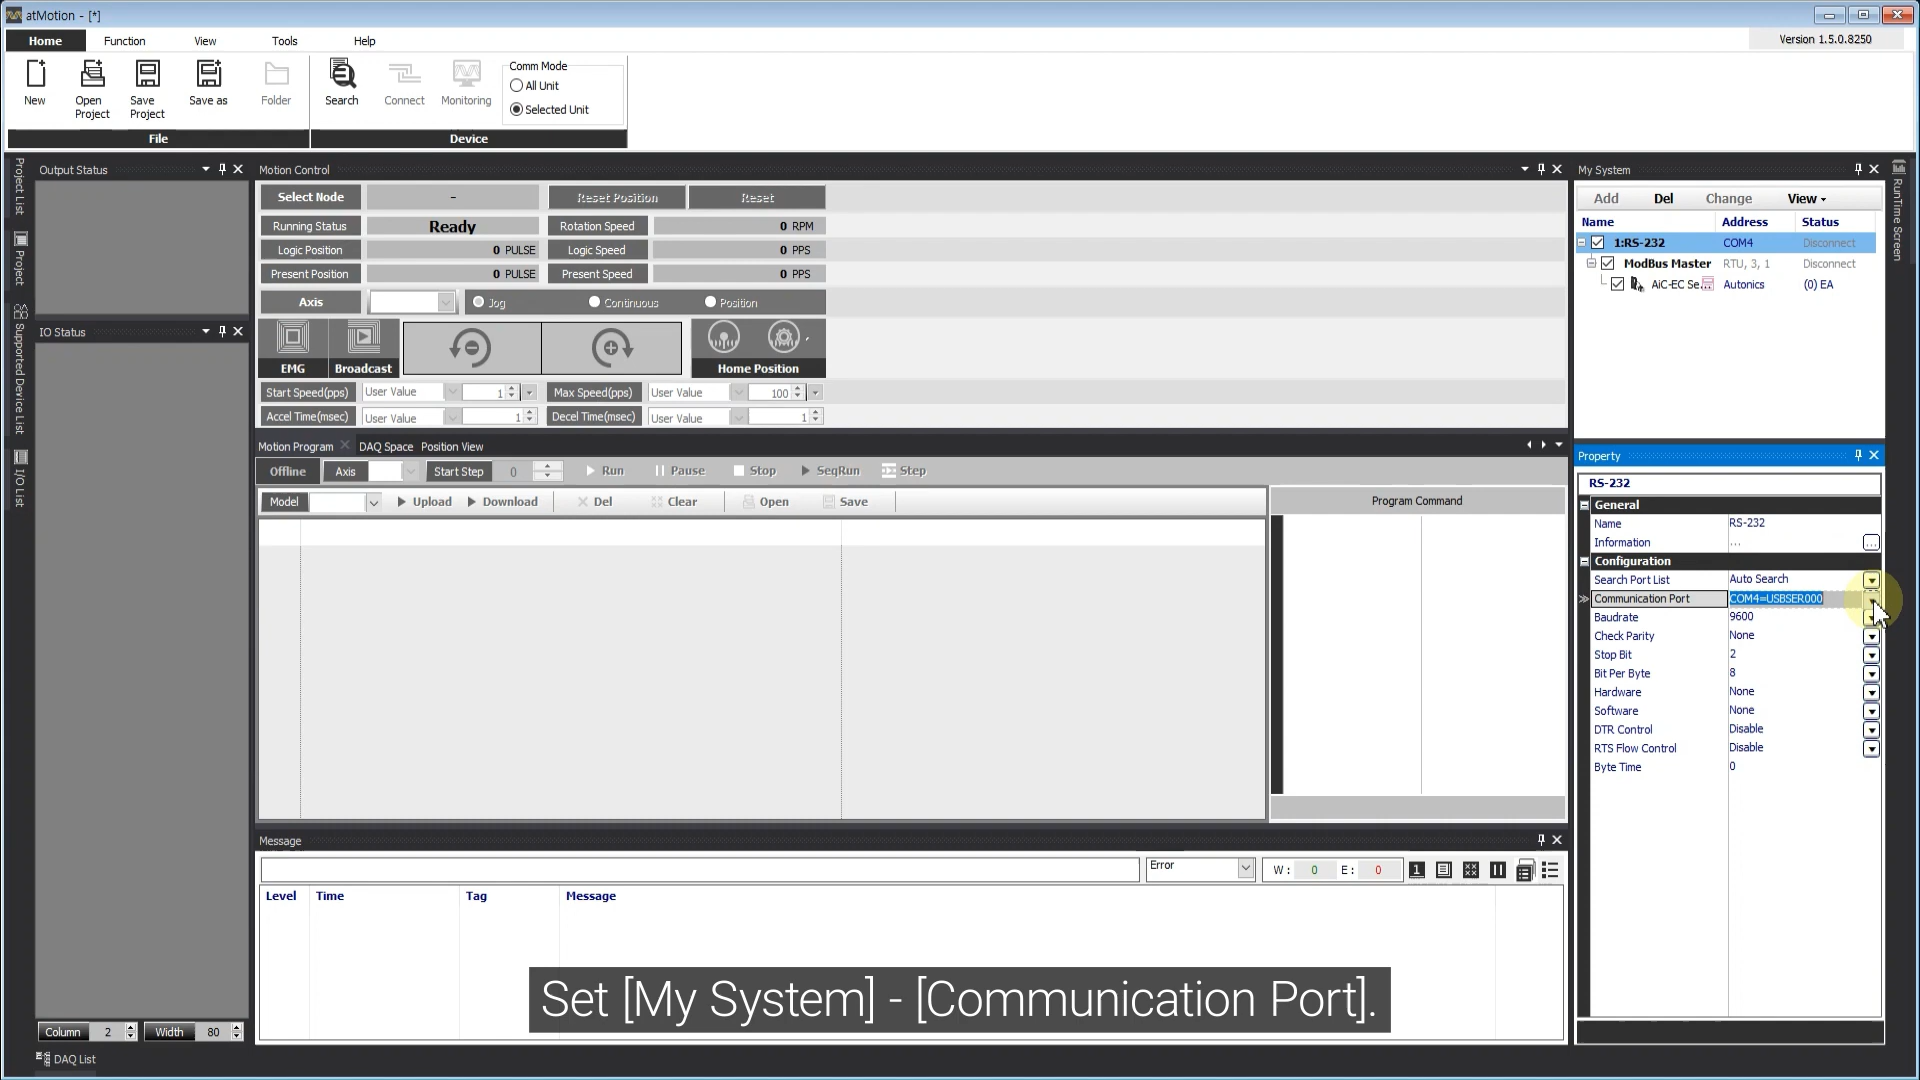 atMotion - [*]
Home Function View Tools Help
Version 1.5.0.8250
New
Open Project
Save Project
Save as
Folder
Search
Connect
Monitoring
Comm Mode
All Unit
Selected Unit
File
Device
Project List
Project
Supported Device List
I/O List
Output Status
IO Status
Column 2 Width 80
DAQ List
Motion Control
Select Node - Reset Position Reset
Running Status Ready Rotation Speed 0 RPM
Logic Position 0 PULSE Logic Speed 0 PPS
Present Position 0 PULSE Present Speed 0 PPS
Axis Jog Continuous Position
EMG Broadcast Home Position
Start Speed(pps) User Value 1 Max Speed(pps) User Value 100
Accel Time(msec) User Value 1 Decel Time(msec) User Value 1
Motion Program DAQ Space Position View
Offline Axis Start Step 0 Run Pause Stop SeqRun Step
Model Upload Download Del Clear Open Save
Program Command
Message
Error W : 0 E : 0 1
Level Time Tag Message
Set [My System] - [Communication Port].
My System
Add Del Change View
Name Address Status
1:RS-232 COM4 Disconnect
ModBus Master RTU, 3, 1 Disconnect
AiC-EC Se... Autonics (0) EA
RunTime Screen
Property
RS-232
General
Name RS-232
Information ... ...
Configuration
Search Port List Auto Search
Communication Port COM4=USBSER000
Baudrate 9600
Check Parity None
Stop Bit 2
Bit Per Byte 8
Hardware None
Software None
DTR Control Disable
RTS Flow Control Disable
Byte Time 0